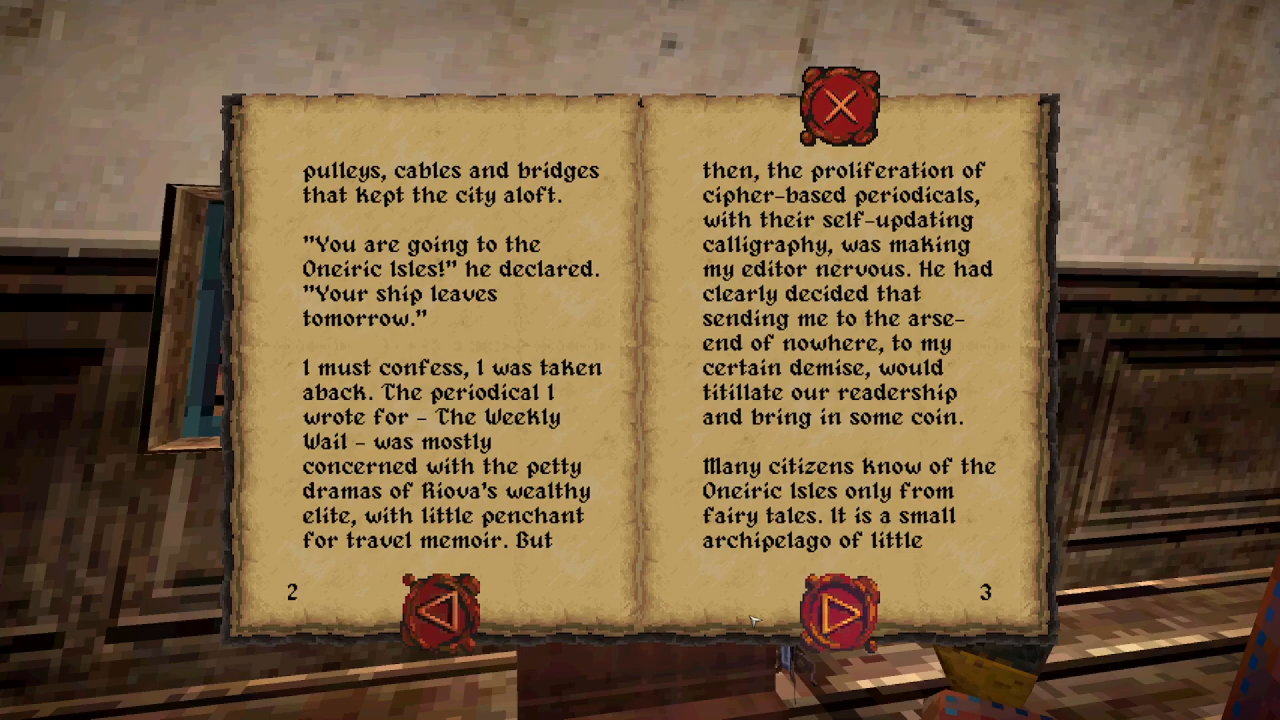 pulleys, cables and bridges
that kept the city aloft.
"You are going to the
Oneiric Isles!" he declared.
"Your ship leaves
tomorrow."
I must confess, I was taken
aback. The periodical I
wrote for - The Weekly
Wail - was mostly
concerned with the petty
dramas of Riova's wealthy
elite, with little penchant
for travel memoir. But
2
then, the proliferation of
cipher-based periodicals,
with their self-updating
calligraphy, was making
my editor nervous. He had
clearly decided that
sending me to the arse-
end of nowhere, to my
certain demise, would
titillate our readership
and bring in some coin.
Many citizens know of the
Oneiric Isles only from
fairy tales. It is a small
archipelago of little
3